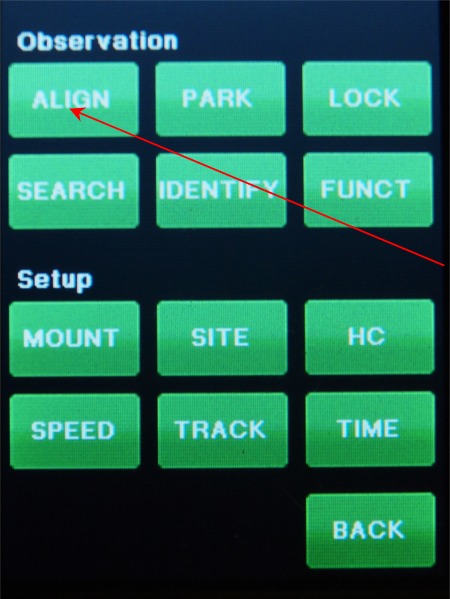 Observation
ALIGN PARK LOCK
SEARCH IDENTIFY FUNCT
Setup
MOUNT SITE HC
SPEED TRACK TIME
BACK